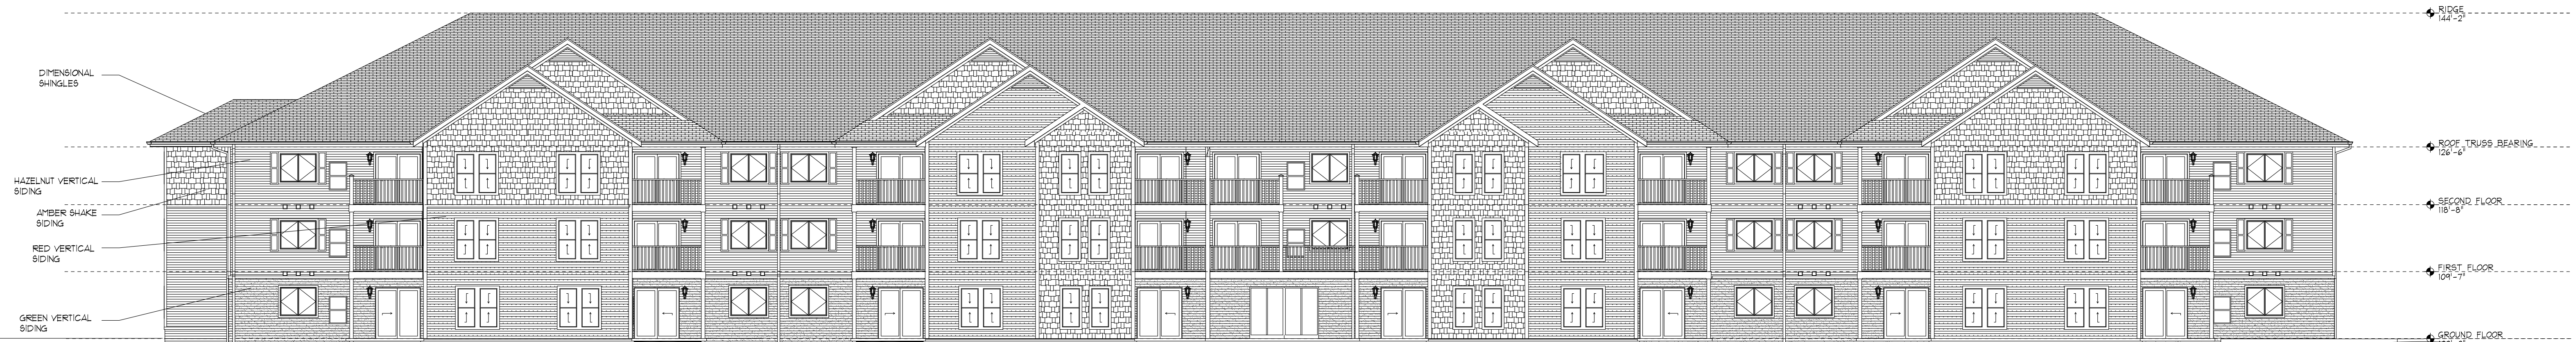 RIDGE
144'-2"
DIMENSIONAL
SHINGLES
ROOF TRUSS BEARING
126'-6"
HAZELNUT VERTICAL
SIDING
AMBER SHAKE
SIDING
SECOND FLOOR
118'-8"
RED VERTICAL
SIDING
FIRST FLOOR
109'-7"
GREEN VERTICAL
SIDING
GROUND FLOOR